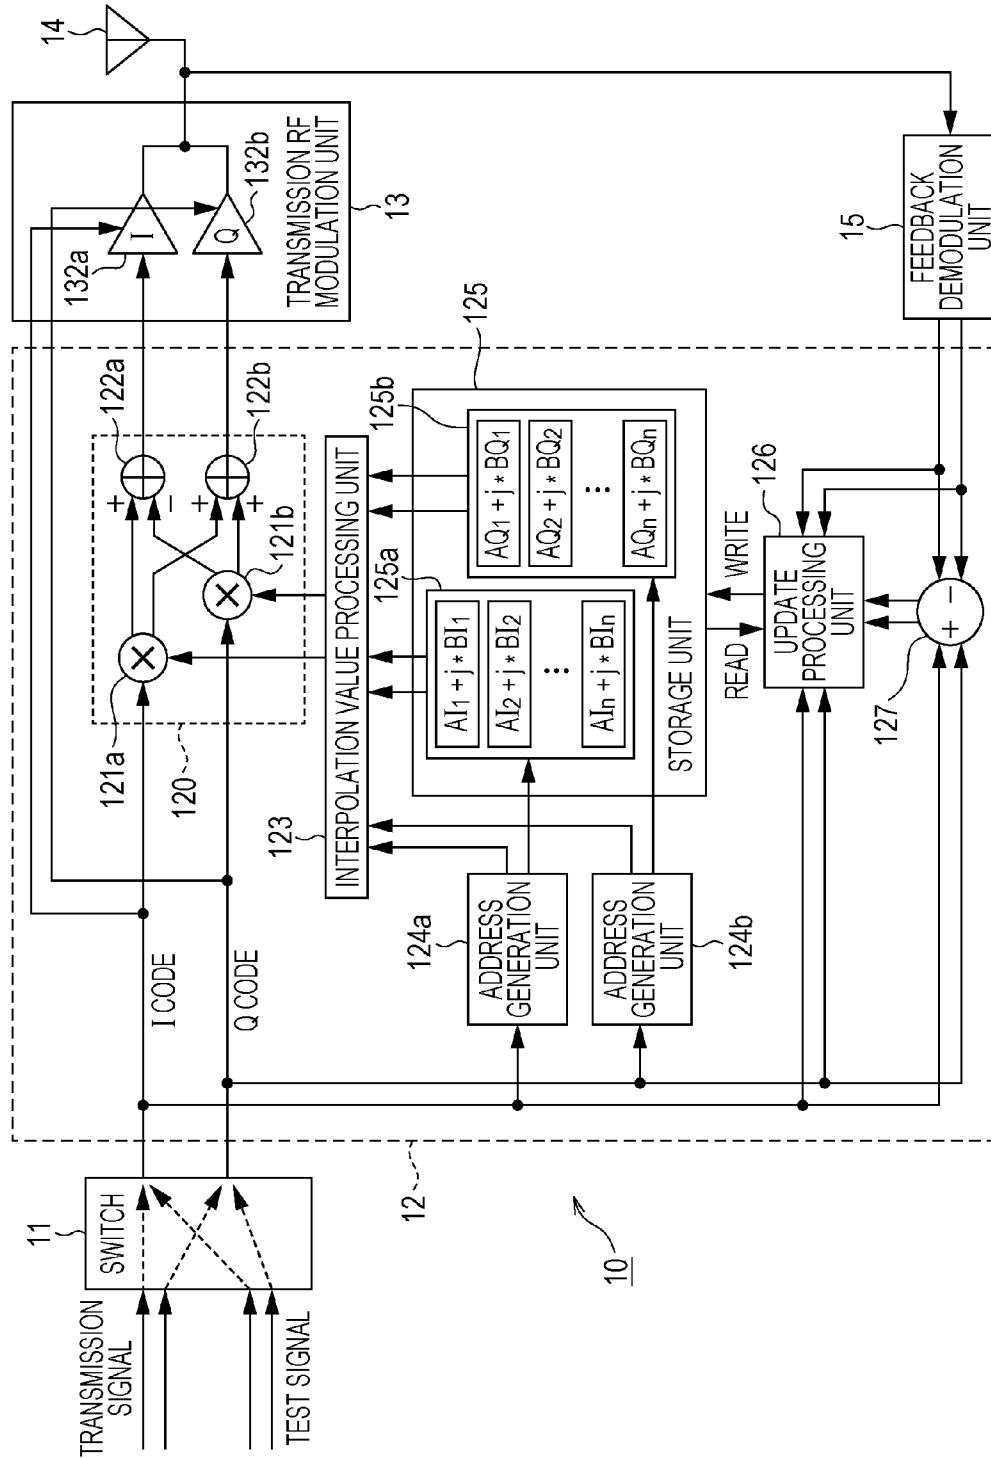 10
TRANSMISSION
SIGNAL
TEST SIGNAL
11
SWITCH
12
I CODE
Q CODE
120
121a
121b
122a
122b
+
-
+
+
123
INTERPOLATION VALUE PROCESSING UNIT
124a
ADDRESS
GENERATION
UNIT
124b
ADDRESS
GENERATION
UNIT
125
STORAGE UNIT
125a
AI1 + j * BI1
AI2 + j * BI2
...
AIn + j * BIn
125b
AQ1 + j * BQ1
AQ2 + j * BQ2
...
AQn + j * BQn
READ
WRITE
126
UPDATE
PROCESSING
UNIT
127
+
-
13
TRANSMISSION RF
MODULATION UNIT
132a
I
132b
Q
14
15
FEEDBACK
DEMODULATION
UNIT